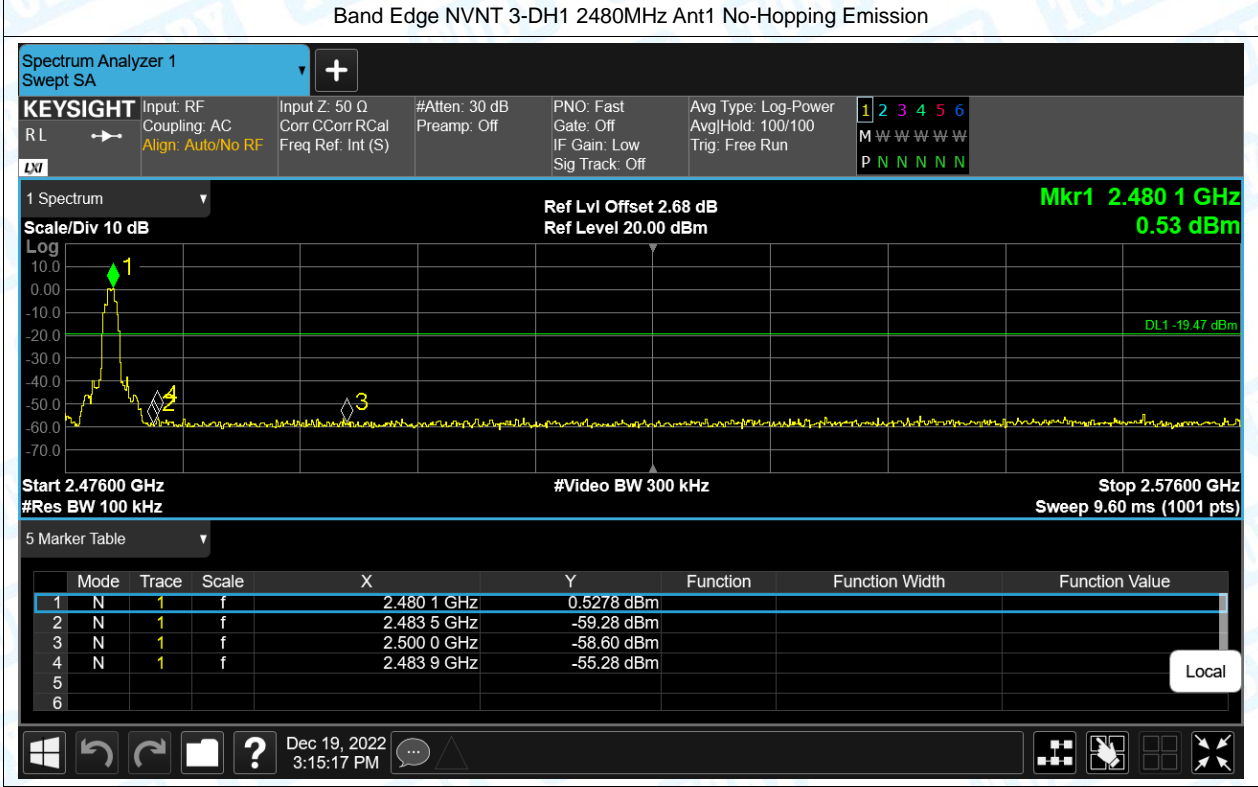 Band Edge NVNT 3-DH1 2480MHz Ant1 No-Hopping Emission
Spectrum Analyzer 1
Swept SA
+
KEYSIGHT Input: RF Input Z: 50 Ω #Atten: 30 dB PNO: Fast Avg Type: Log-Power 1 2 3 4 5 6
R L Coupling: AC Corr CCorr RCal Preamp: Off Gate: Off Avg|Hold: 100/100 M W W W W W
Align: Auto/No RF Freq Ref: Int (S) IF Gain: Low Trig: Free Run
LXI Sig Track: Off P N N N N N
1 Spectrum Ref Lvl Offset 2.68 dB Mkr1 2.480 1 GHz
Scale/Div 10 dB Ref Level 20.00 dBm 0.53 dBm
Log
10.0 1
0.00
-10.0
-20.0 DL1 -19.47 dBm
-30.0
-40.0
-50.0 4 2 3
-60.0
-70.0
Start 2.47600 GHz #Video BW 300 kHz Stop 2.57600 GHz
#Res BW 100 kHz Sweep 9.60 ms (1001 pts)
5 Marker Table
Mode Trace Scale X Y Function Function Width Function Value
1 N 1 f 2.480 1 GHz 0.5278 dBm
2 N 1 f 2.483 5 GHz -59.28 dBm
3 N 1 f 2.500 0 GHz -58.60 dBm
4 N 1 f 2.483 9 GHz -55.28 dBm
5
6
Local
? Dec 19, 2022
3:15:17 PM